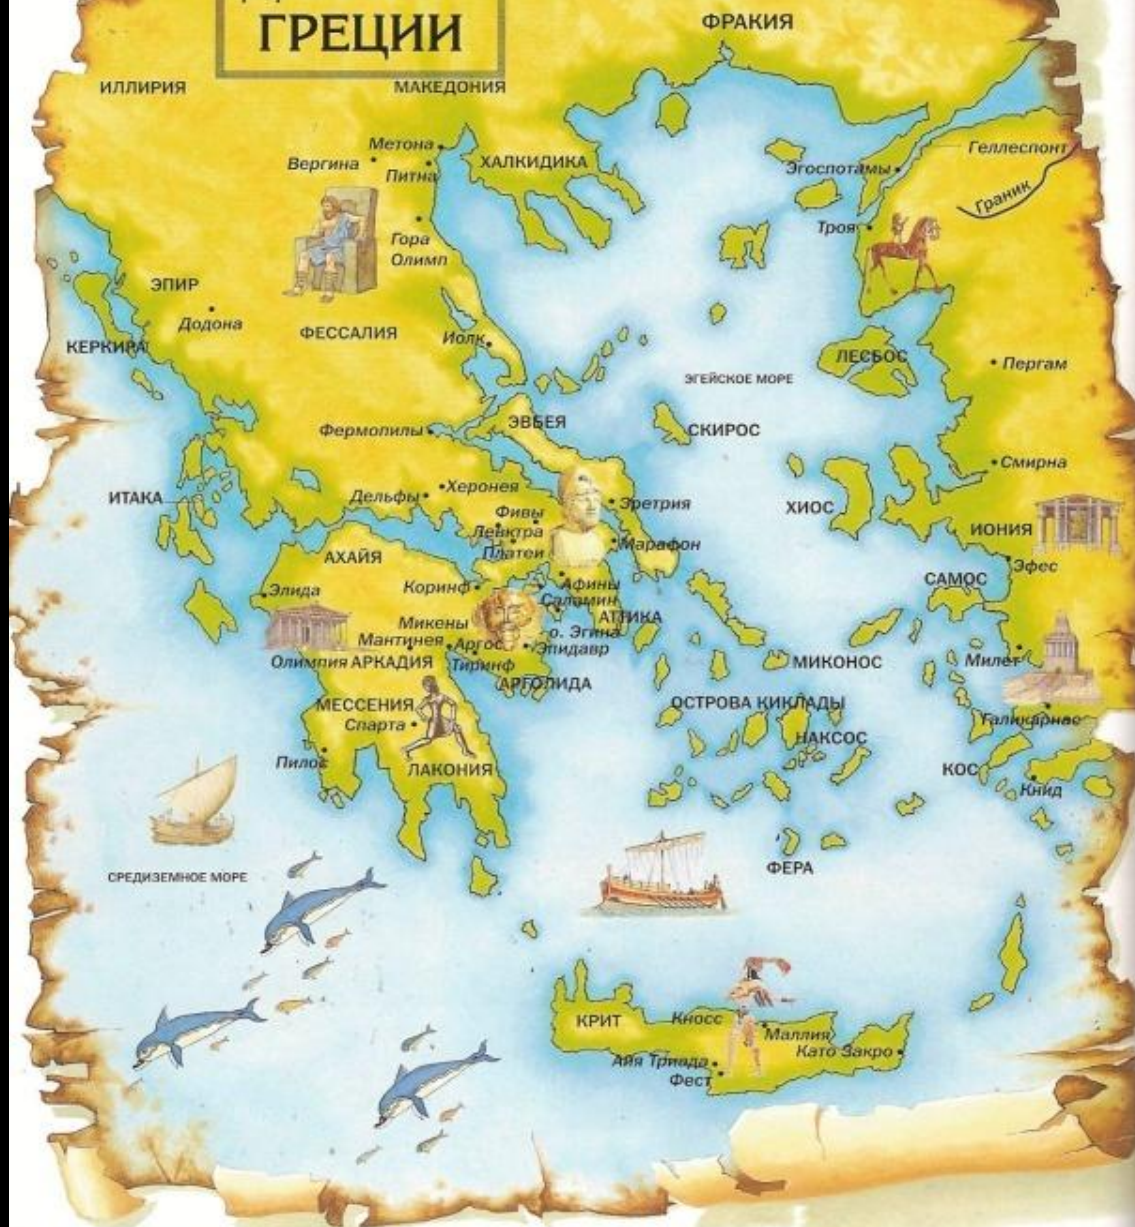 ГРЕЦИИ
ФРАКИЯ
ИЛЛИРИЯ
МАКЕДОНИЯ
Метона
Вергина
Питна
ХАЛКИДИКА
Геллеспонт
Эгоспотамы
Граник
Троя
Гора
Олимп
ЭПИР
Додона
ФЕССАЛИЯ
Иолк
КЕРКИРА
ЛЕСБОС
Пергам
ЭГЕЙСКОЕ МОРЕ
ЭВБЕЯ
СКИРОС
Фермопилы
Смирна
ИТАКА
Дельфы
Херонея
Эретрия
ХИОС
Фивы
Левктра
Платеи
ИОНИЯ
Марафон
АХАЙЯ
Эфес
САМОС
Элида
Коринф
Афины
Саламин
АТТИКА
Микены
о. Эгина
Мантинея
Аргос
Эпидавр
Олимпия
АРКАДИЯ
Тиринф
МИКОНОС
Милет
АРГОЛИДА
МЕССЕНИЯ
ОСТРОВА КИКЛАДЫ
Спарта
Галикарнас
НАКСОС
Пилос
ЛАКОНИЯ
КОС
Книд
ФЕРА
СРЕДИЗЕМНОЕ МОРЕ
КРИТ
Кносс
Маллия
Като Закро
Айя Триада
Фест